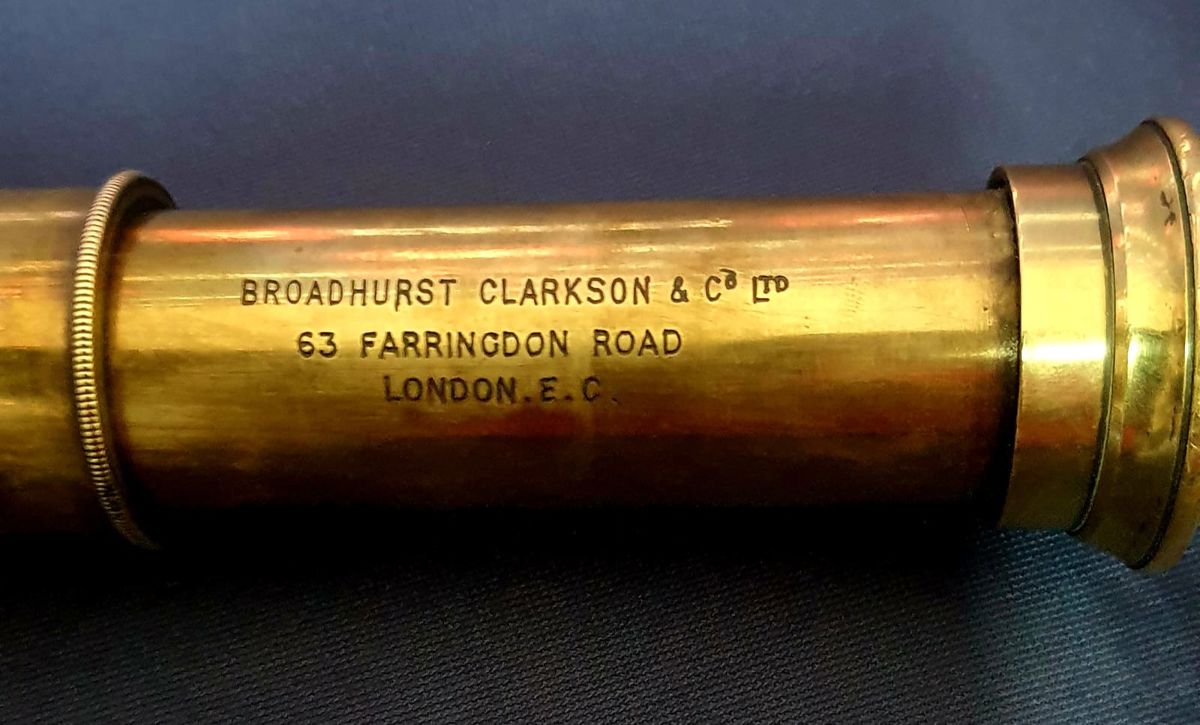 BROADHURST CLARKSON & Cº LTD
63 FARRINGDON ROAD
LONDON.E.C.